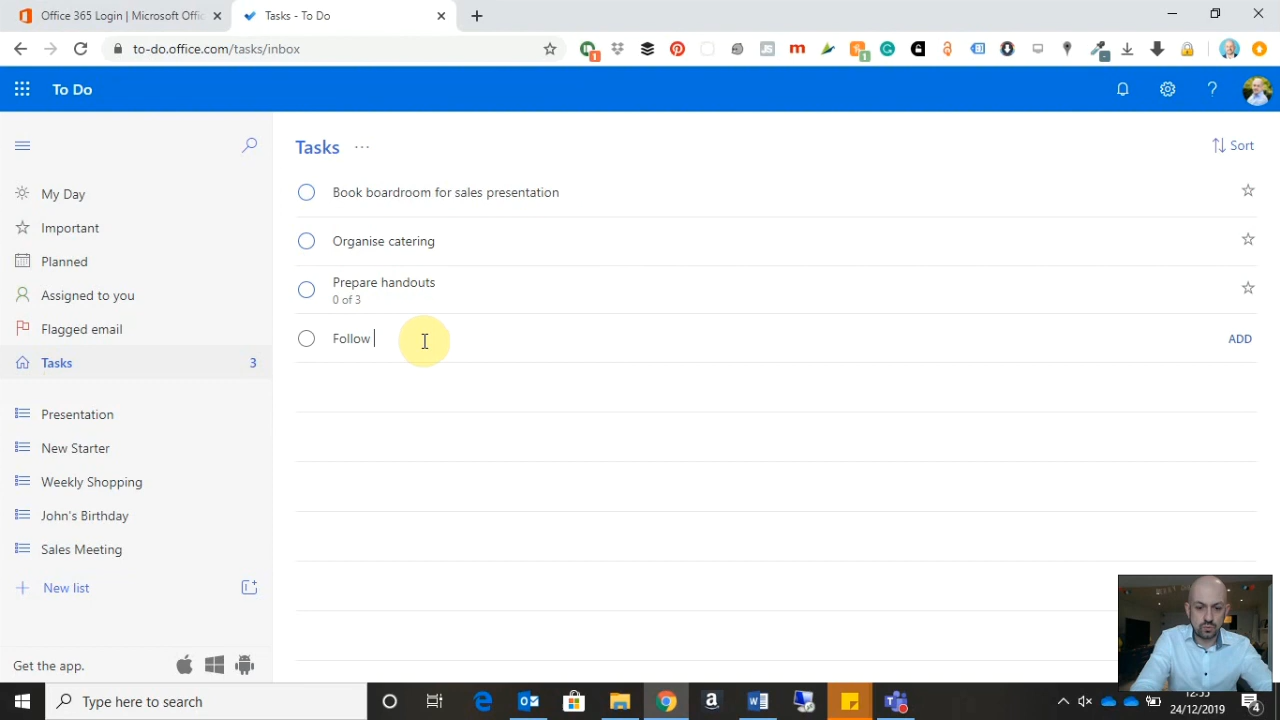 Office 365 Login | Microsoft Offic
Tasks - To Do
to-do.office.com/tasks/inbox
To Do
My Day
Important
Planned
Assigned to you
Flagged email
Tasks 3
Presentation
New Starter
Weekly Shopping
John's Birthday
Sales Meeting
New list
Get the app.
Tasks ...
Sort
Book boardroom for sales presentation
Organise catering
Prepare handouts
0 of 3
Follow
ADD
Type here to search
12:55
24/12/2019
4